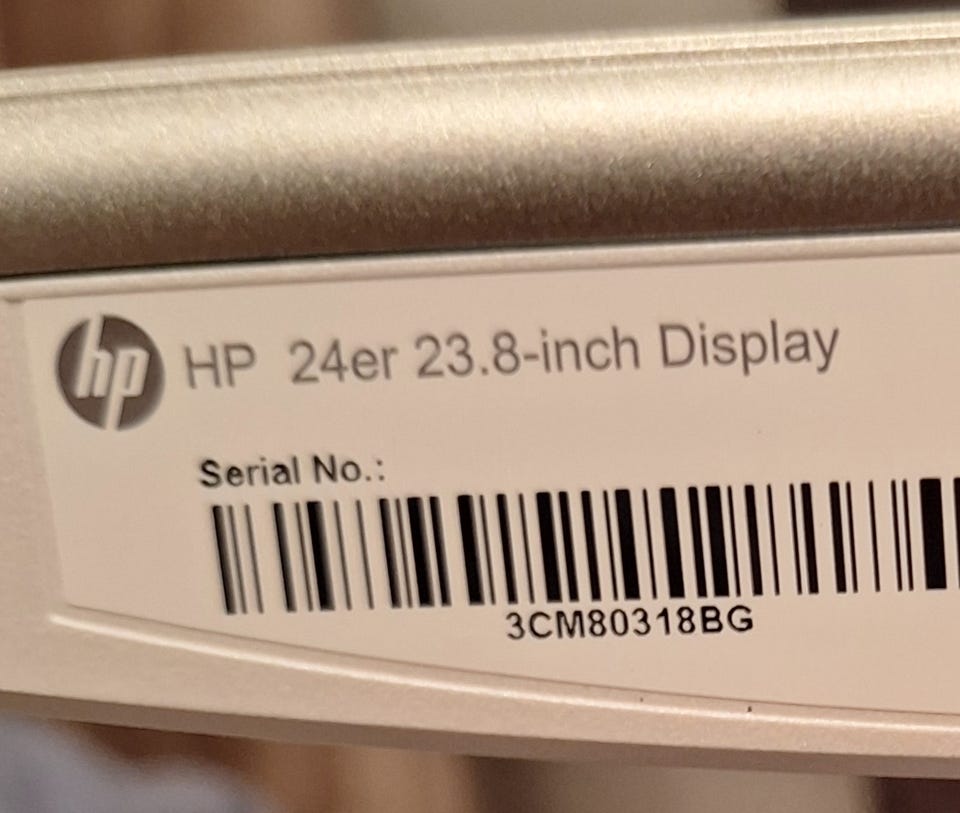 hp HP 24er 23.8-inch Display
Serial No.:
3CM80318BG